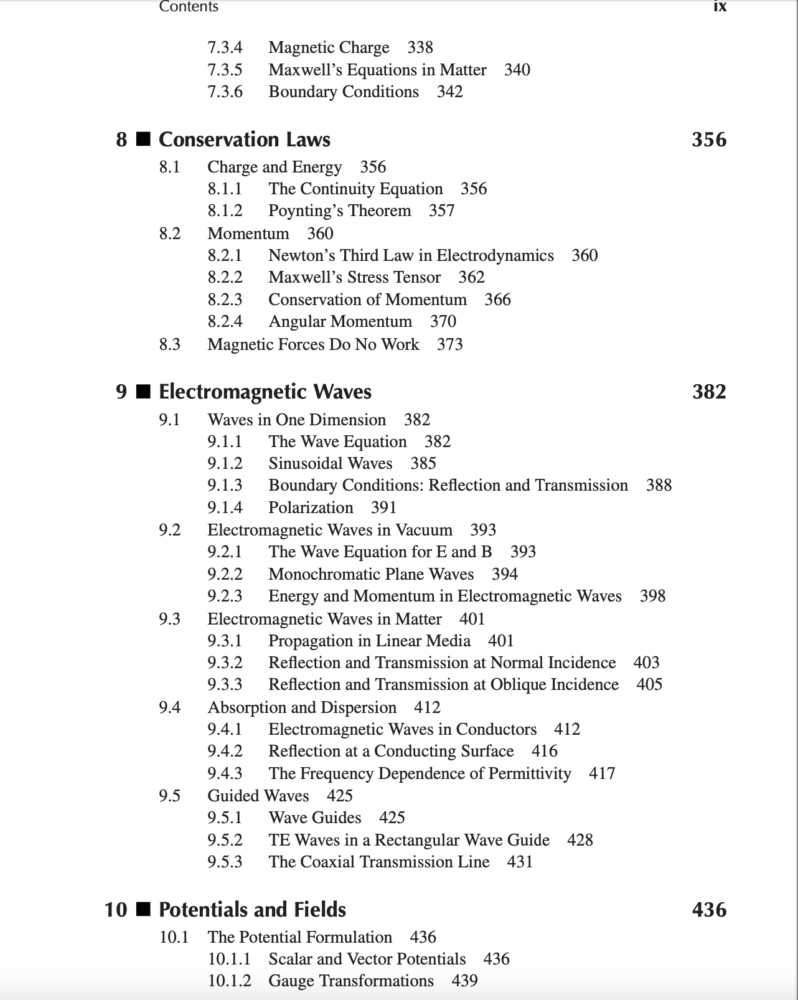 Contents ix
7.3.4 Magnetic Charge 338
7.3.5 Maxwell’s Equations in Matter 340
7.3.6 Boundary Conditions 342
8 ■ Conservation Laws 356
8.1 Charge and Energy 356
8.1.1 The Continuity Equation 356
8.1.2 Poynting’s Theorem 357
8.2 Momentum 360
8.2.1 Newton’s Third Law in Electrodynamics 360
8.2.2 Maxwell’s Stress Tensor 362
8.2.3 Conservation of Momentum 366
8.2.4 Angular Momentum 370
8.3 Magnetic Forces Do No Work 373
9 ■ Electromagnetic Waves 382
9.1 Waves in One Dimension 382
9.1.1 The Wave Equation 382
9.1.2 Sinusoidal Waves 385
9.1.3 Boundary Conditions: Reflection and Transmission 388
9.1.4 Polarization 391
9.2 Electromagnetic Waves in Vacuum 393
9.2.1 The Wave Equation for E and B 393
9.2.2 Monochromatic Plane Waves 394
9.2.3 Energy and Momentum in Electromagnetic Waves 398
9.3 Electromagnetic Waves in Matter 401
9.3.1 Propagation in Linear Media 401
9.3.2 Reflection and Transmission at Normal Incidence 403
9.3.3 Reflection and Transmission at Oblique Incidence 405
9.4 Absorption and Dispersion 412
9.4.1 Electromagnetic Waves in Conductors 412
9.4.2 Reflection at a Conducting Surface 416
9.4.3 The Frequency Dependence of Permittivity 417
9.5 Guided Waves 425
9.5.1 Wave Guides 425
9.5.2 TE Waves in a Rectangular Wave Guide 428
9.5.3 The Coaxial Transmission Line 431
10 ■ Potentials and Fields 436
10.1 The Potential Formulation 436
10.1.1 Scalar and Vector Potentials 436
10.1.2 Gauge Transformations 439